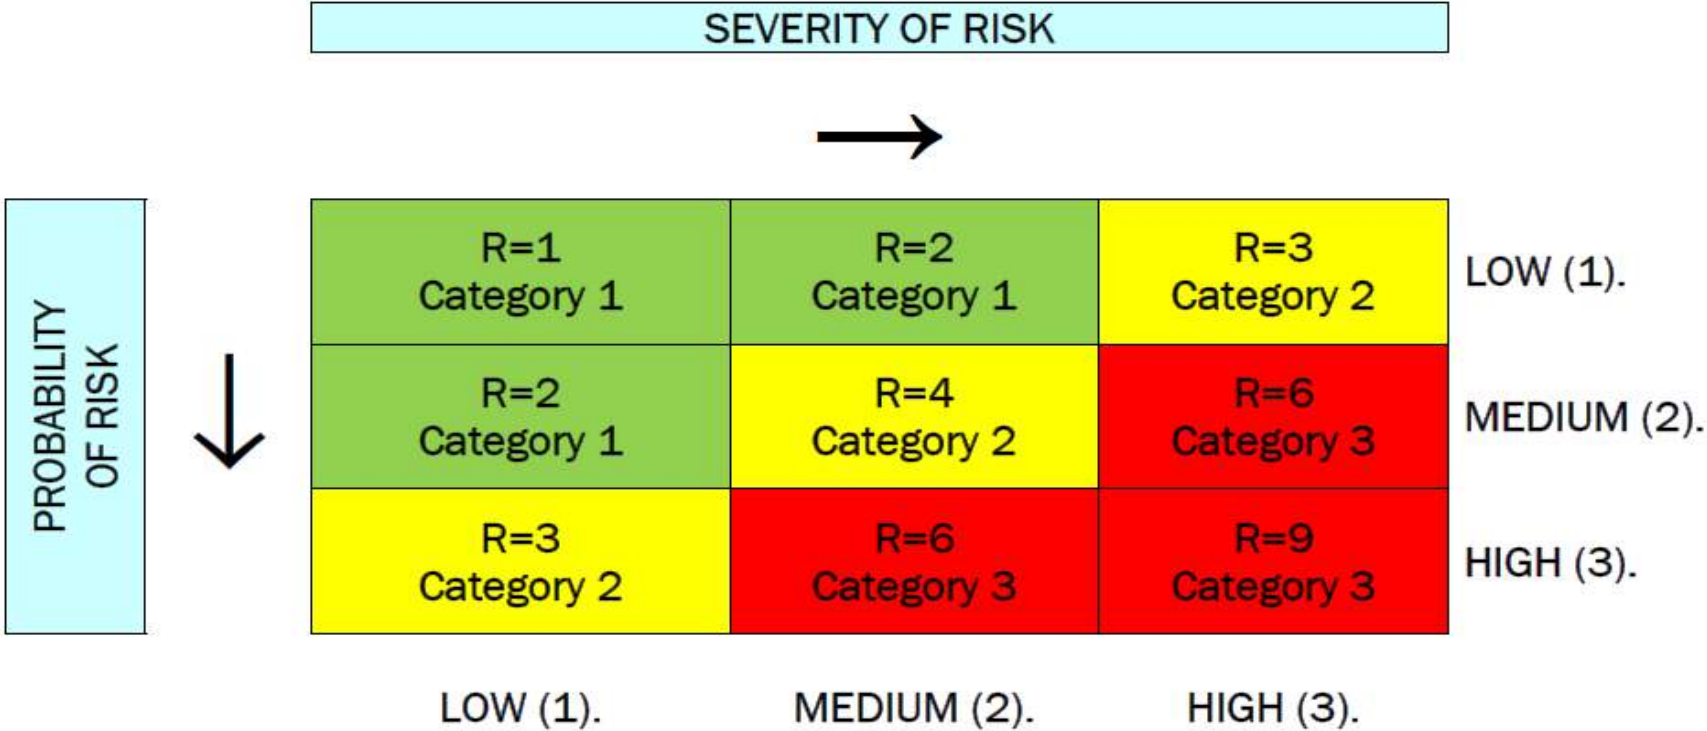 SEVERITY OF RISK
PROBABILITY
OF RISK
R=1
Category 1
R=2
Category 1
R=3
Category 2
LOW (1).
R=2
Category 1
R=4
Category 2
R=6
Category 3
MEDIUM (2).
R=3
Category 2
R=6
Category 3
R=9
Category 3
HIGH (3).
LOW (1).
MEDIUM (2).
HIGH (3).